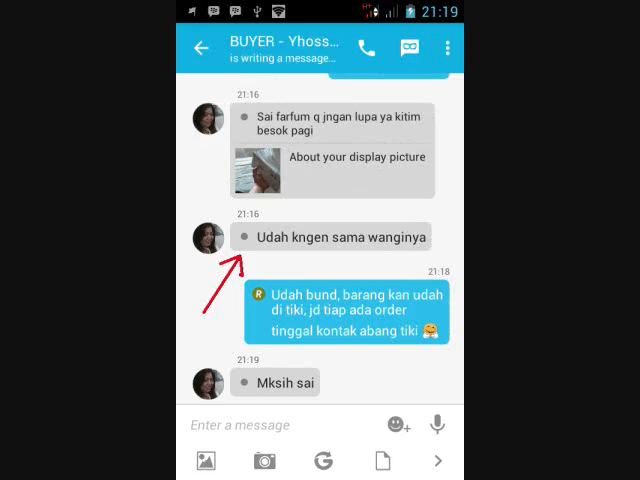 21:19
BUYER - Yhoss...
is writing a message...
21:16
Sai farfum q jngan lupa ya kitim
besok pagi
About your display picture
21:16
Udah kngen sama wanginya
21:18
R
Udah bund, barang kan udah
di tiki, jd tiap ada order
tinggal kontak abang tiki
21:19
Mksih sai
Enter a message